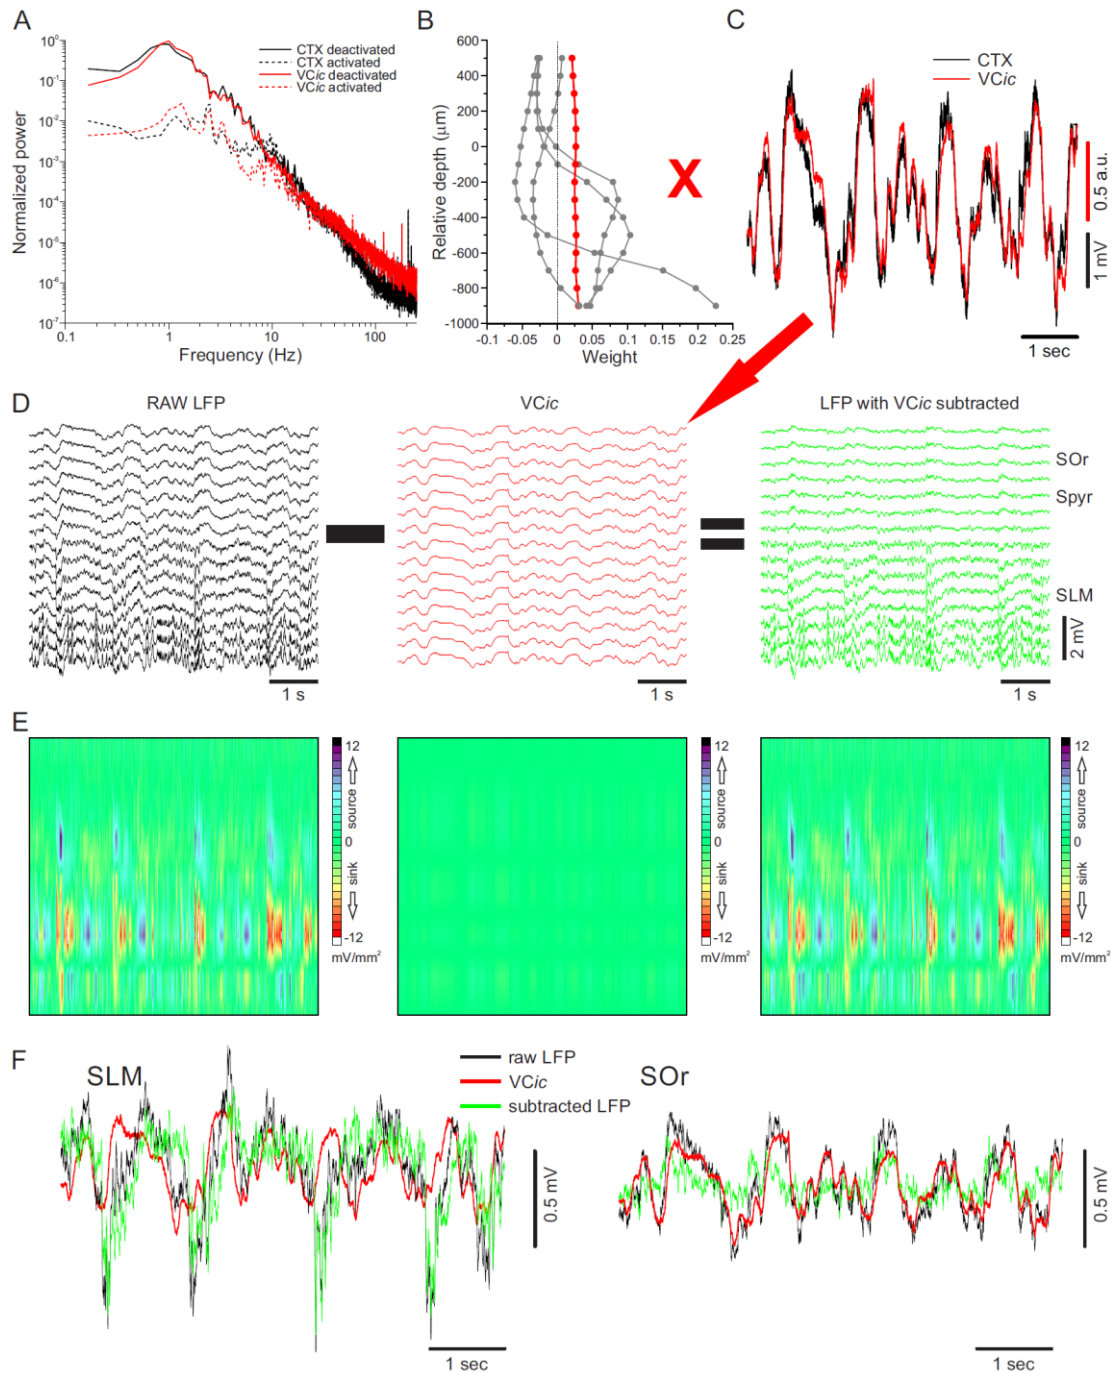 A
CTX deactivated
CTX activated
VCic deactivated
VCic activated
Normalized power
10^0
10^-1
10^-2
10^-3
10^-4
10^-5
10^-6
10^-7
0.1
1
10
100
Frequency (Hz)
B
Relative depth (μm)
600
400
200
0
-200
-400
-600
-800
-1000
-0.1
-0.05
0
0.05
0.1
0.15
0.2
0.25
Weight
X
C
CTX
VCic
0.5 a.u.
1 mV
1 sec
D
RAW LFP
VCic
LFP with VCic subtracted
SOr
Spyr
SLM
2 mV
1 s
1 s
1 s
E
12
source
0
sink
-12
mV/mm²
12
source
0
sink
-12
mV/mm²
12
source
0
sink
-12
mV/mm²
F
SLM
raw LFP
VCic
subtracted LFP
SOr
0.5 mV
0.5 mV
1 sec
1 sec